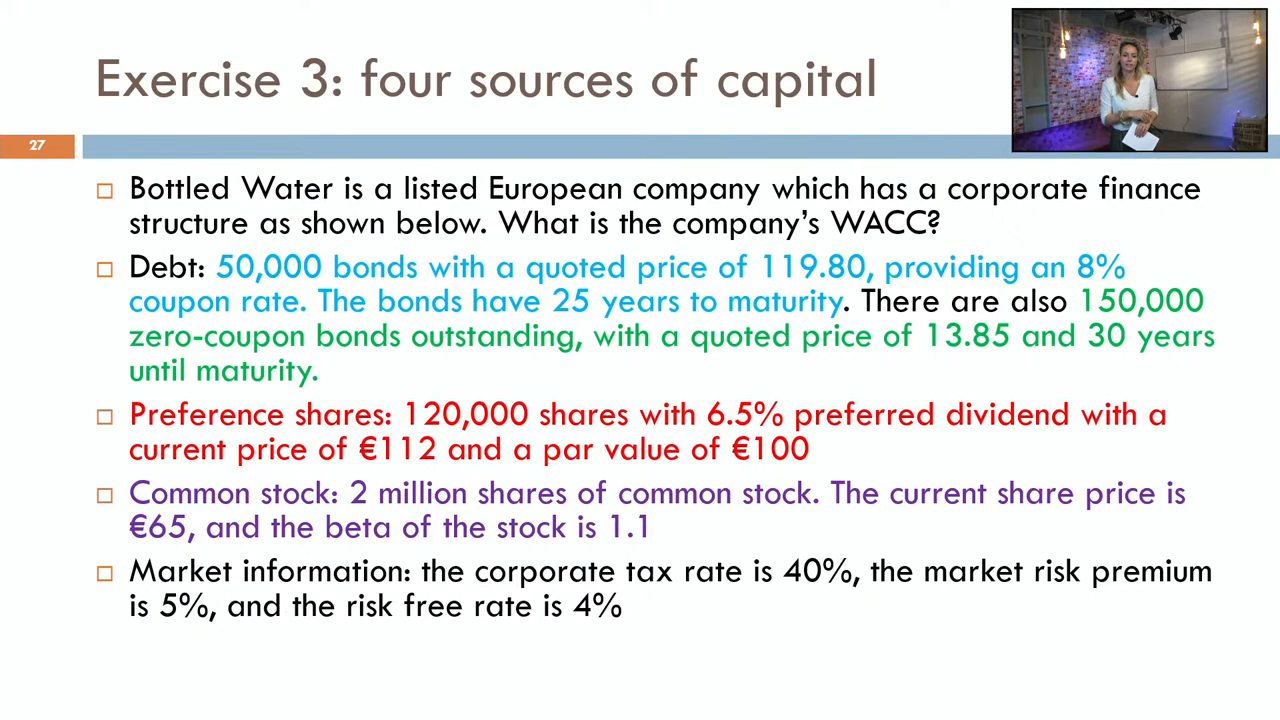 Exercise 3: four sources of capital
27
Bottled Water is a listed European company which has a corporate finance
structure as shown below. What is the company’s WACC?
Debt: 50,000 bonds with a quoted price of 119.80, providing an 8%
coupon rate. The bonds have 25 years to maturity. There are also 150,000
zero-coupon bonds outstanding, with a quoted price of 13.85 and 30 years
until maturity.
Preference shares: 120,000 shares with 6.5% preferred dividend with a
current price of €112 and a par value of €100
Common stock: 2 million shares of common stock. The current share price is
€65, and the beta of the stock is 1.1
Market information: the corporate tax rate is 40%, the market risk premium
is 5%, and the risk free rate is 4%